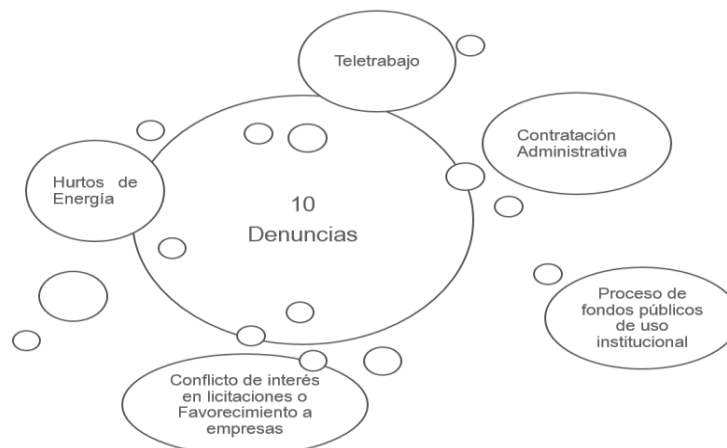 Teletrabajo
Contratación
Administrativa
Hurtos de
Energía
10
Denuncias
Proceso de
fondos públicos
de uso
institucional
Conflicto de interés
en licitaciones o
Favorecimiento a
empresas